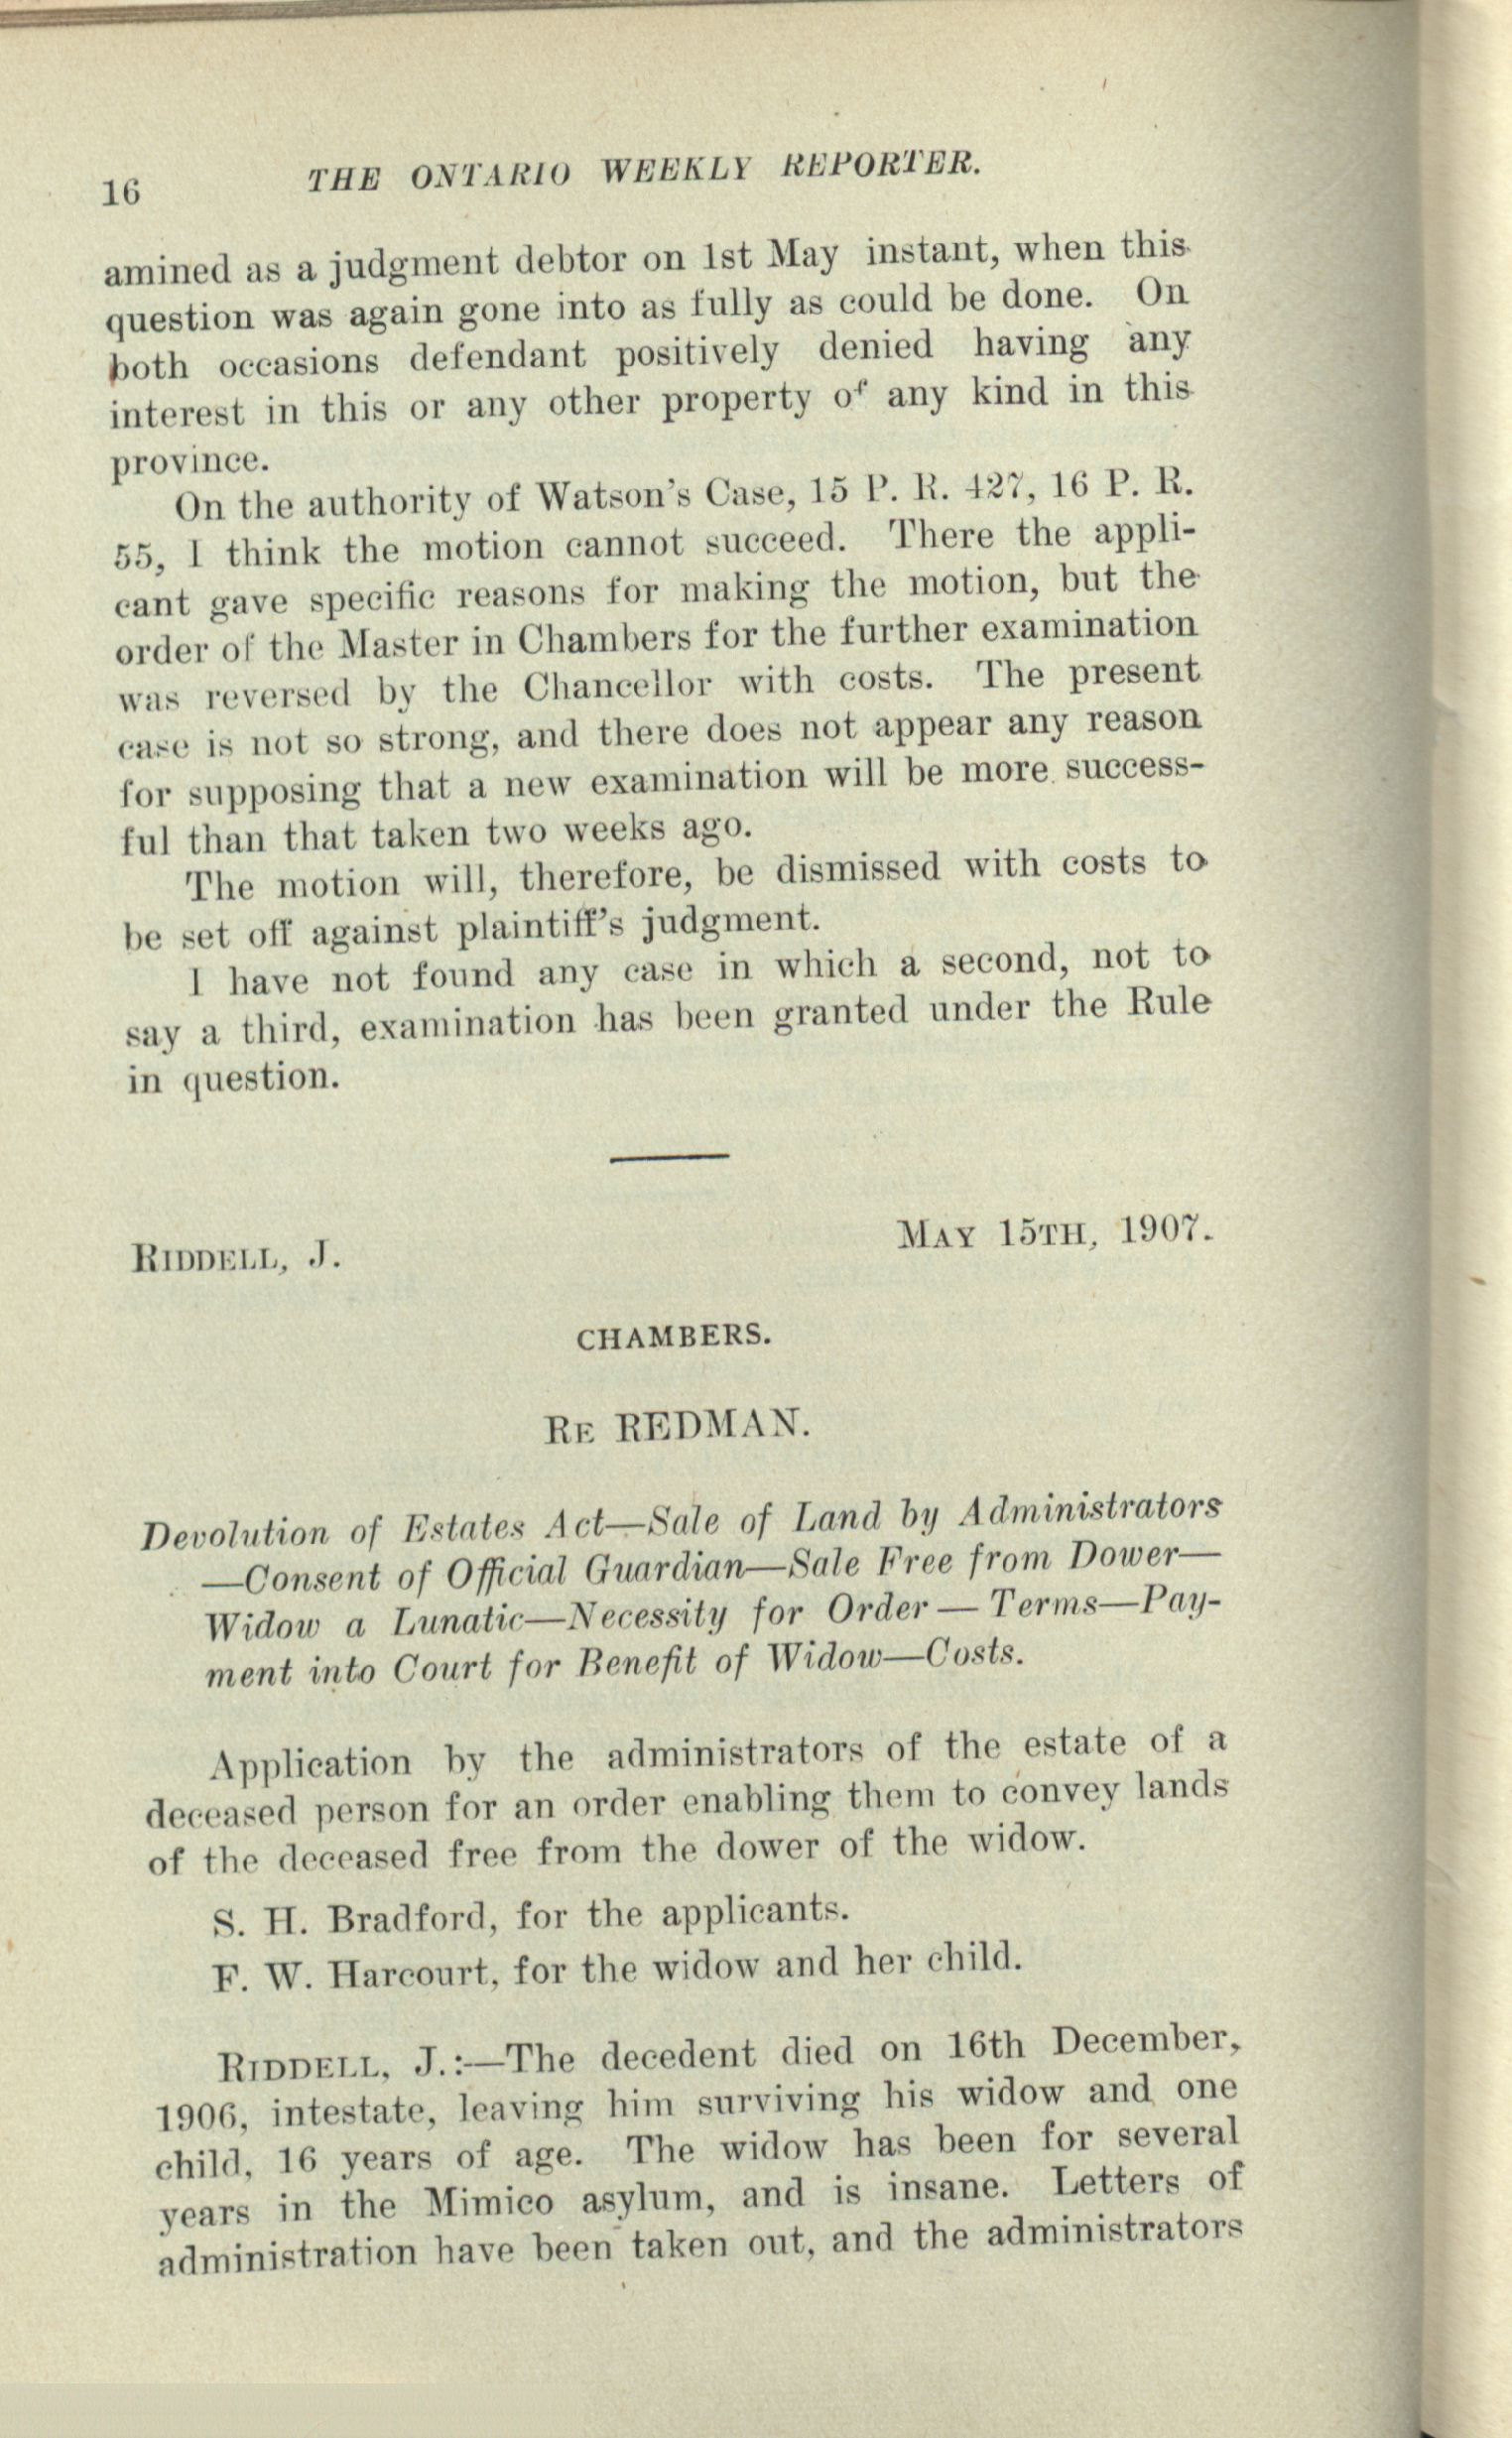 16 THE ONTARIO WEEKLY REPORTER.
amined as a judgment debtor on 1st May instant, when this
question was again gone into as fully as could be done. On
both occasions defendant positively denied having any
interest in this or any other property of any kind in this
province.
On the authority of Watson's Case, 15 P. R. 427, 16 P. R.
55, I think the motion cannot succeed. There the appli-
cant gave specific reasons for making the motion, but the
order of the Master in Chambers for the further examination
was reversed by the Chancellor with costs. The present
case is not so strong, and there does not appear any reason
for supposing that a new examination will be more success-
ful than that taken two weeks ago.
The motion will, therefore, be dismissed with costs to
be set off against plaintiff's judgment.
I have not found any case in which a second, not to
say a third, examination has been granted under the Rule
in question.
RIDDELL, J. MAY 15TH, 1907.
CHAMBERS.
RE REDMAN.
Devolution of Estates Act—Sale of Land by Administrators
—Consent of Official Guardian—Sale Free from Dower—
Widow a Lunatic—Necessity for Order — Terms—Pay-
ment into Court for Benefit of Widow—Costs.
Application by the administrators of the estate of a
deceased person for an order enabling them to convey lands
of the deceased free from the dower of the widow.
S. H. Bradford, for the applicants.
F. W. Harcourt, for the widow and her child.
RIDDELL, J.:—The decedent died on 16th December,
1906, intestate, leaving him surviving his widow and one
child, 16 years of age. The widow has been for several
years in the Mimico asylum, and is insane. Letters of
administration have been taken out, and the administrators